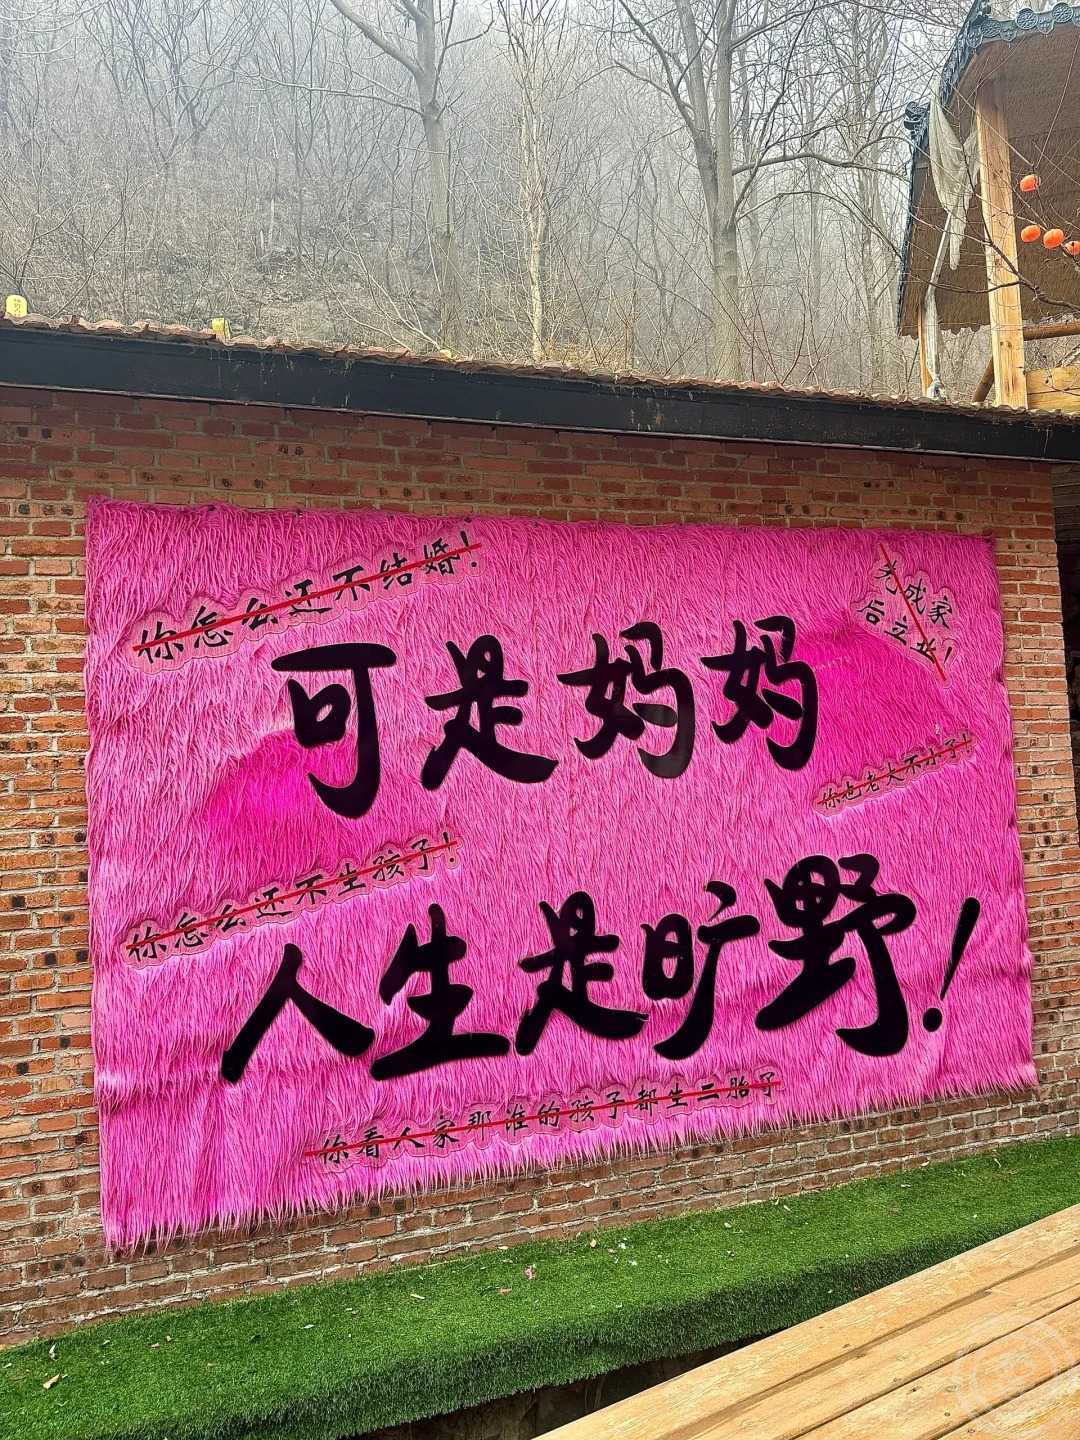 你怎么还不结婚!
先成家
后立业!
可是妈妈
你也老大不小了!
你怎么还不生孩子!
人生是旷野!
你看人家那谁的孩子都生二胎了